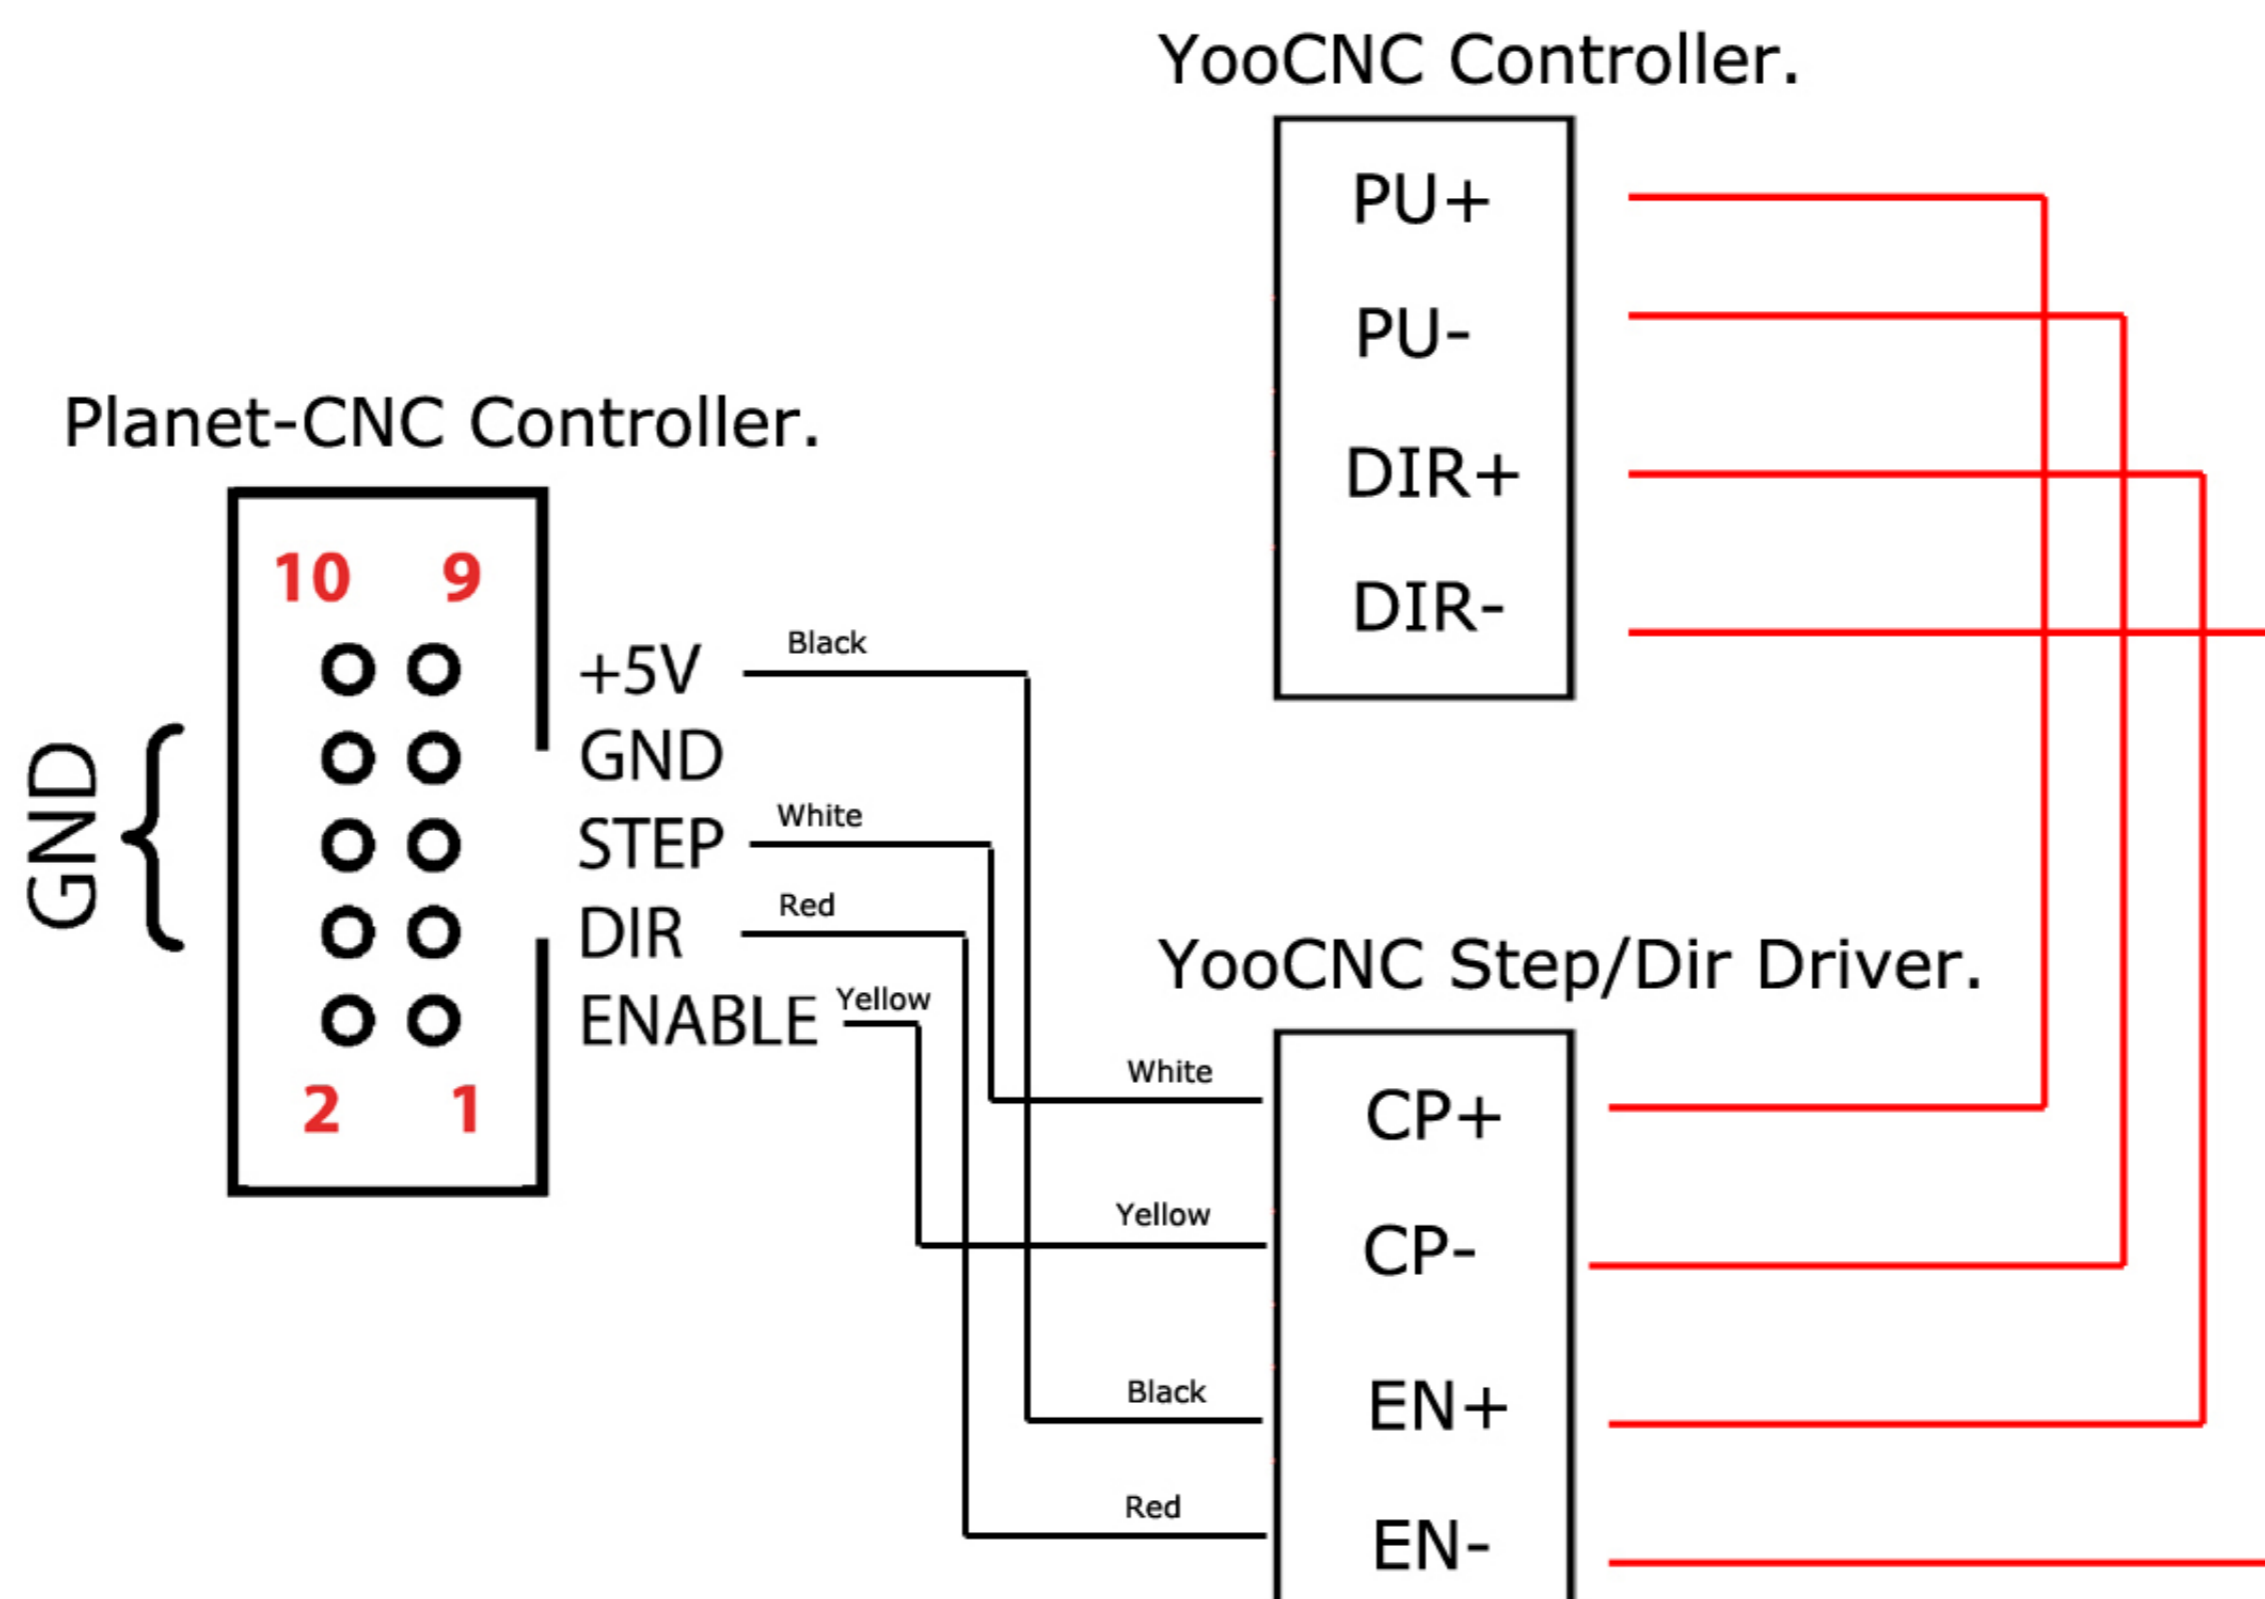 YooCNC Controller.
PU+
PU-
DIR+
DIR-
Planet-CNC Controller.
10 9
+5V Black
GND
STEP White
DIR Red
ENABLE Yellow
2 1
GND
YooCNC Step/Dir Driver.
White CP+
Yellow CP-
Black EN+
Red EN-